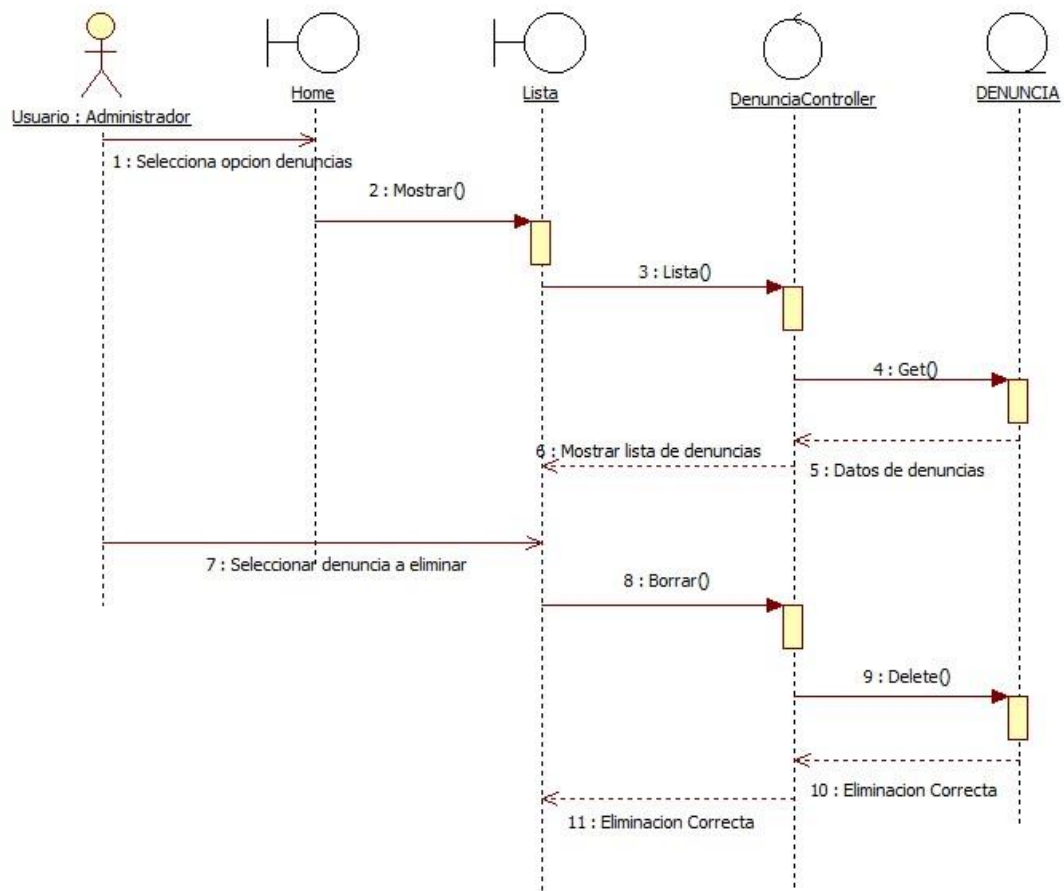 Home
Lista
DenunciaController
DENUNCIA
Usuario : Administrador
1 : Selecciona opcion denuncias
2 : Mostrar()
3 : Lista()
4 : Get()
6 : Mostrar lista de denuncias
5 : Datos de denuncias
7 : Seleccionar denuncia a eliminar
8 : Borrar()
9 : Delete()
10 : Eliminacion Correcta
11 : Eliminacion Correcta